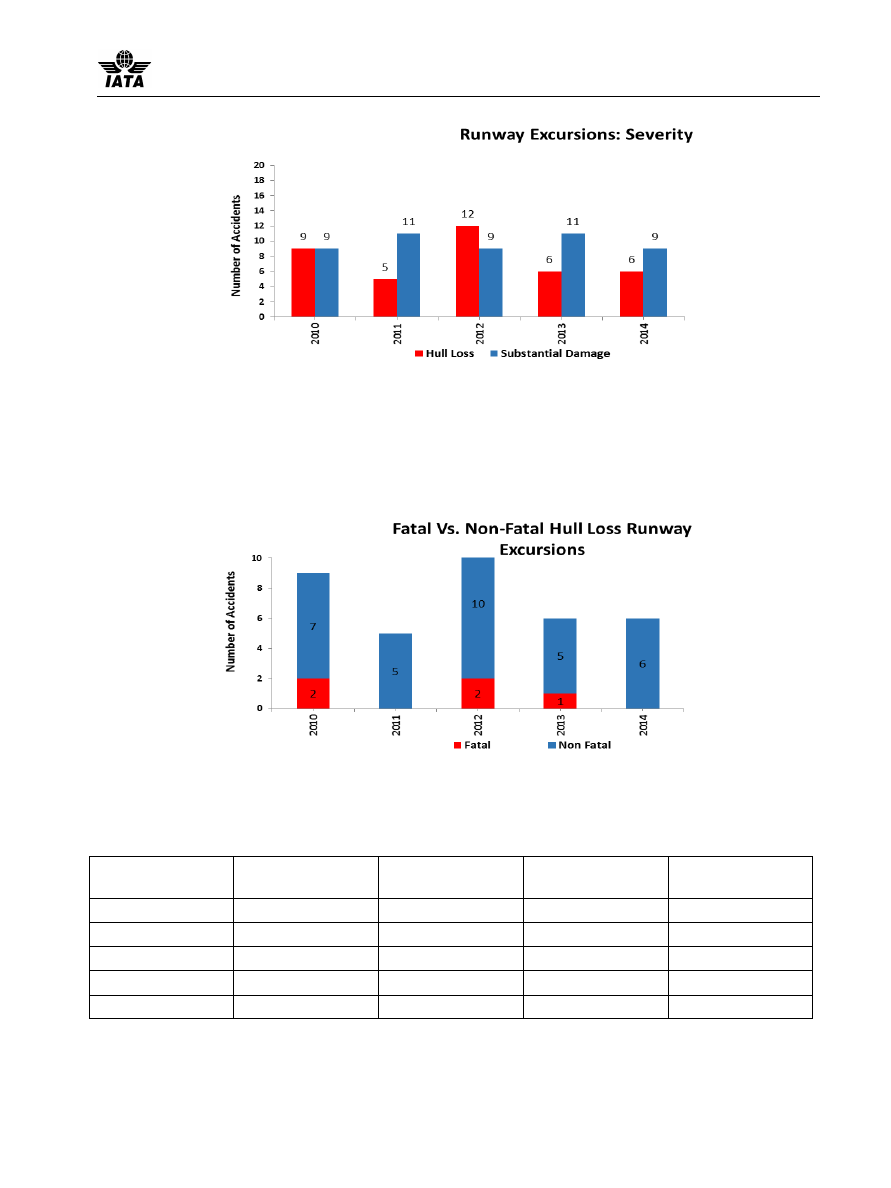 IATA
Runway Excursions: Severity
Number of Accidents
20
18
16
14
12
10
8
6
4
2
0
9 9
5 11
12 9
6 11
6 9
2010 2011 2012 2013 2014
Hull Loss Substantial Damage
Fatal Vs. Non-Fatal Hull Loss Runway
Excursions
Number of Accidents
10
8
6
4
2
0
7 5 10 5 6
2 2 1
2010 2011 2012 2013 2014
Fatal Non Fatal